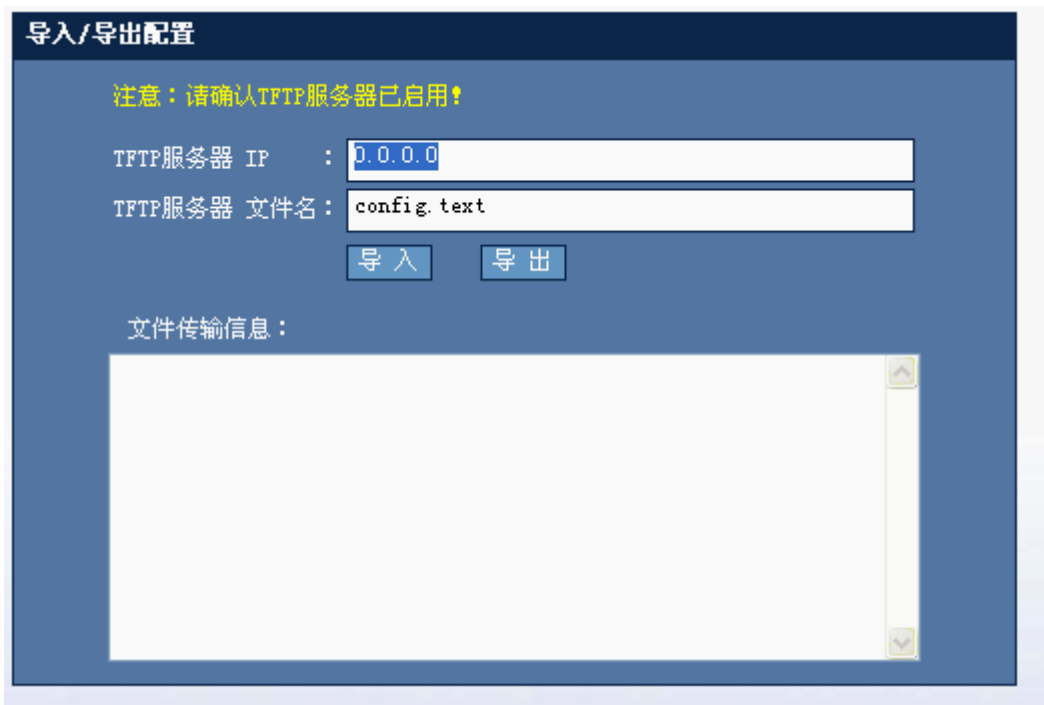 导入/导出配置
注意：请确认TFTP服务器已启用！
TFTP服务器 IP ： 0.0.0.0
TFTP服务器 文件名： config.text
导 入 导 出
文件传输信息：